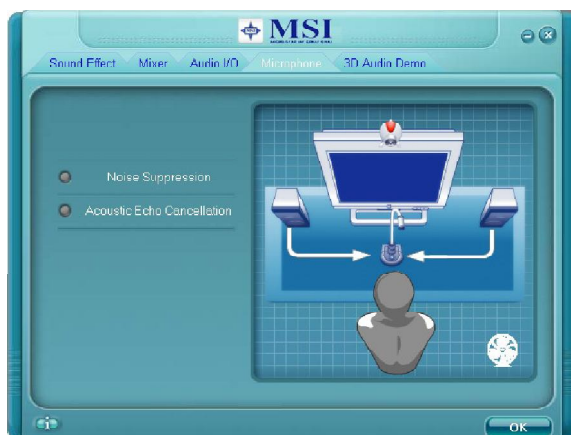 MSI
Sound Effect Mixer Audio I/O Microphone 3D Audio Demo
Noise Suppression
Acoustic Echo Cancellation
i
OK